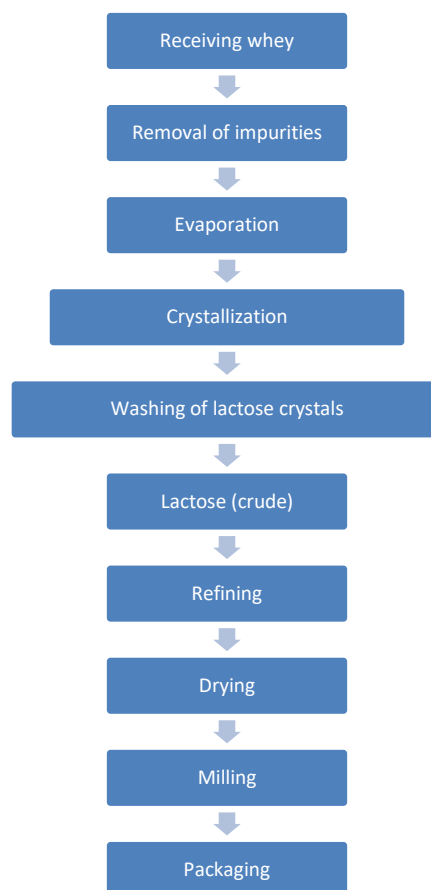 Receiving whey
Removal of impurities
Evaporation
Crystallization
Washing of lactose crystals
Lactose (crude)
Refining
Drying
Milling
Packaging